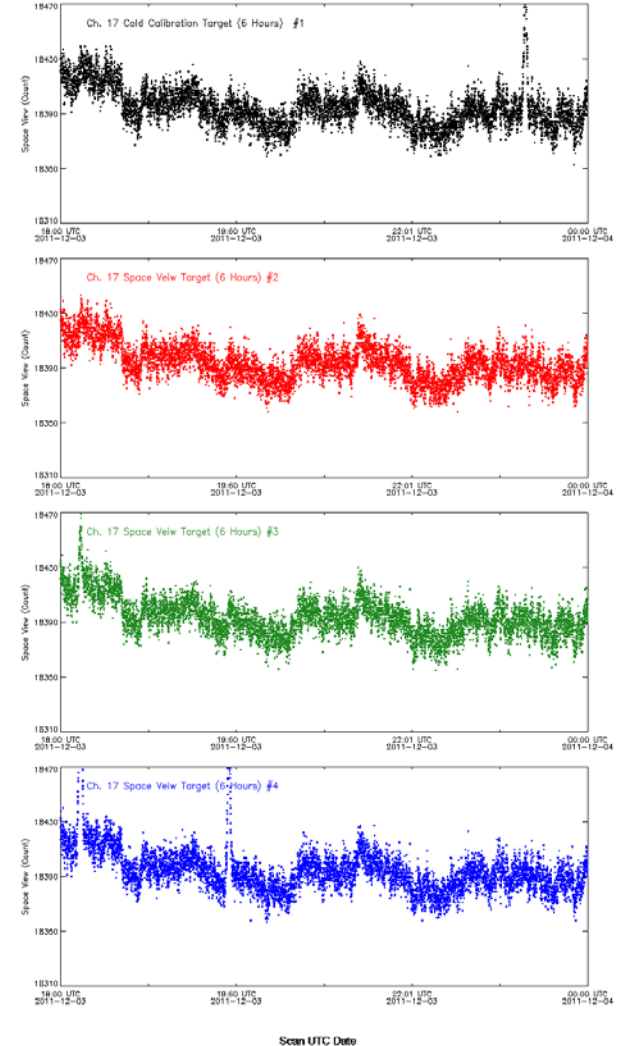 Ch. 17 Cold Calibration Target (6 Hours) #1
Space View (Count)
18470
18430
18390
18350
18310
18:00 UTC 19:60 UTC 22:01 UTC 00:00 UTC
2011-12-03 2011-12-03 2011-12-03 2011-12-04
Ch. 17 Space Veiw Target (6 Hours) #2
Space View (Count)
18470
18430
18390
18350
18310
18:00 UTC 19:60 UTC 22:01 UTC 00:00 UTC
2011-12-03 2011-12-03 2011-12-03 2011-12-04
Ch. 17 Space Veiw Target (6 Hours) #3
Space View (Count)
18470
18430
18390
18350
18310
18:00 UTC 19:60 UTC 22:01 UTC 00:00 UTC
2011-12-03 2011-12-03 2011-12-03 2011-12-04
Ch. 17 Space Veiw Target (6 Hours) #4
Space View (Count)
18470
18430
18390
18350
18310
18:00 UTC 19:60 UTC 22:01 UTC 00:00 UTC
2011-12-03 2011-12-03 2011-12-03 2011-12-04
Scan UTC Date